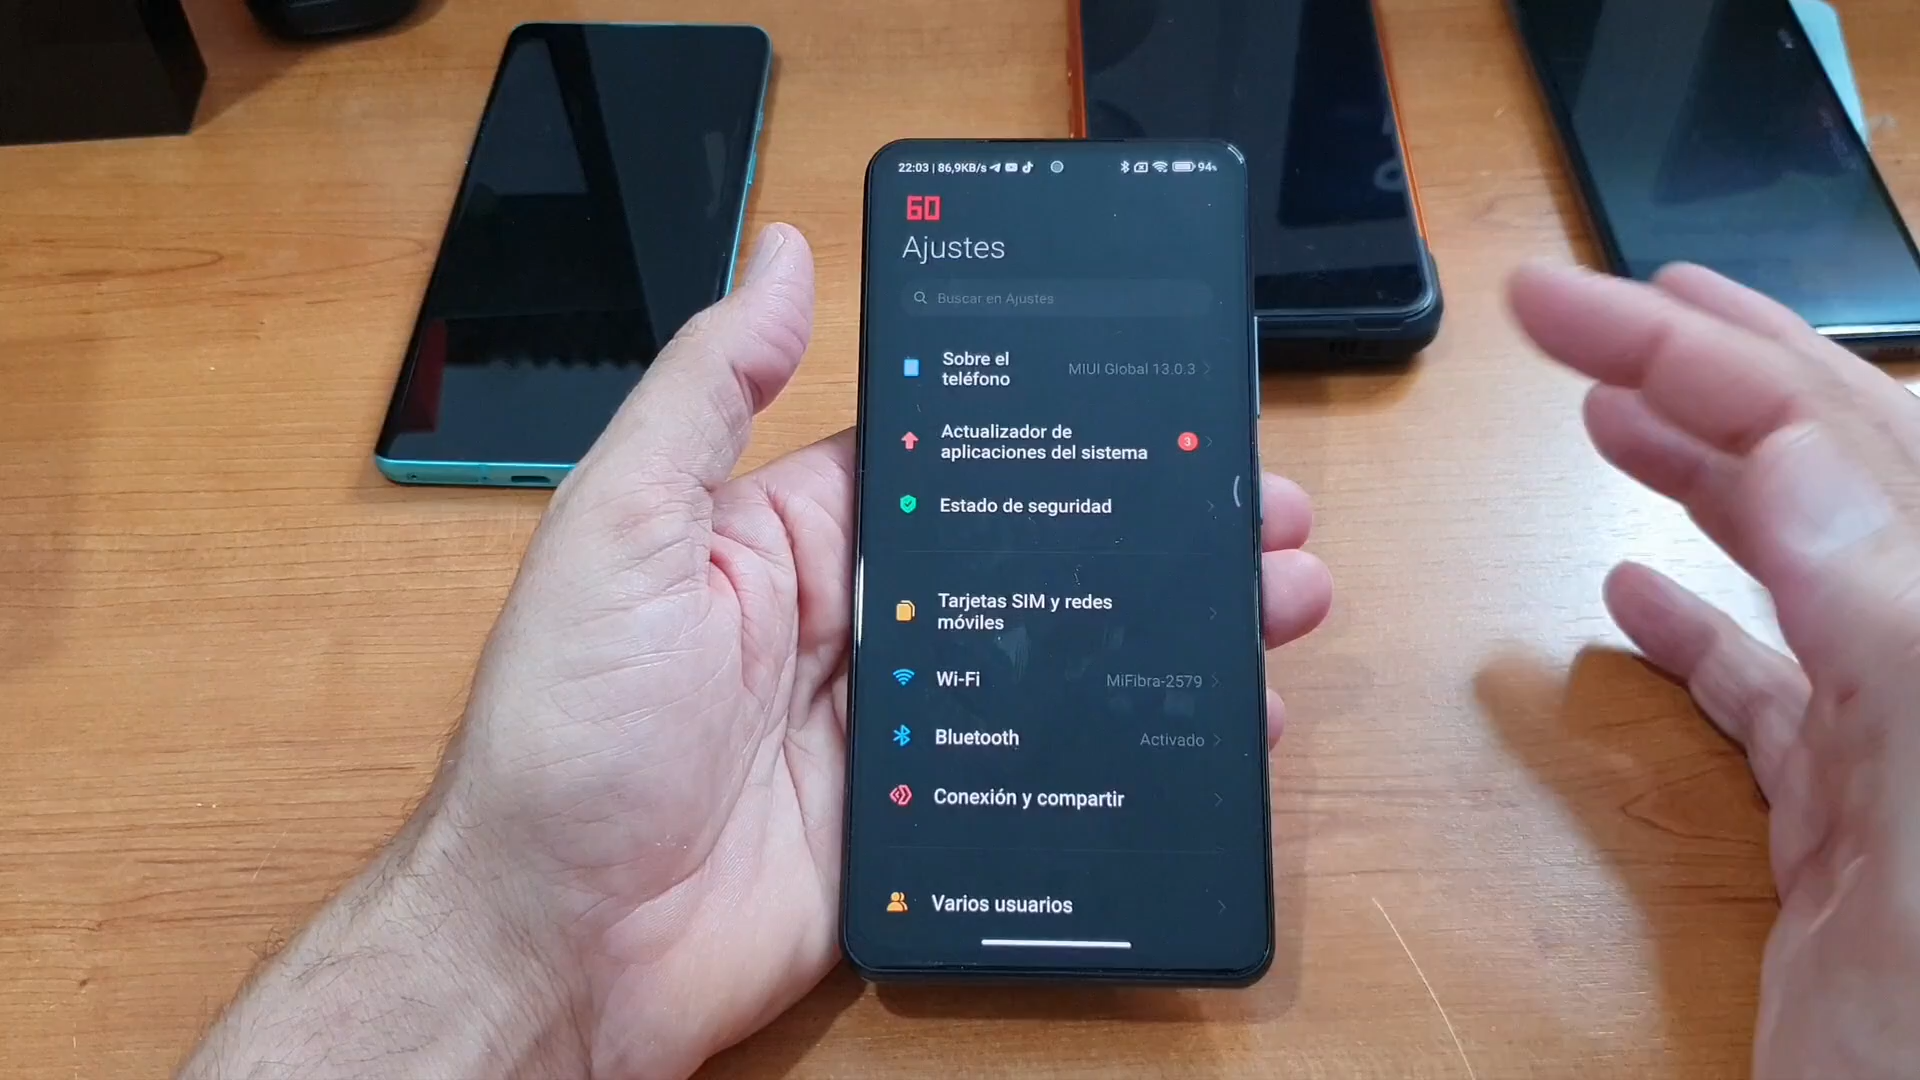 22:03 | 86,9KB/s
94%
60
Ajustes
Buscar en Ajustes
Sobre el
teléfono
MIUI Global 13.0.3
Actualizador de
aplicaciones del sistema
3
Estado de seguridad
Tarjetas SIM y redes
móviles
Wi-Fi
MiFibra-2579
Bluetooth
Activado
Conexión y compartir
Varios usuarios